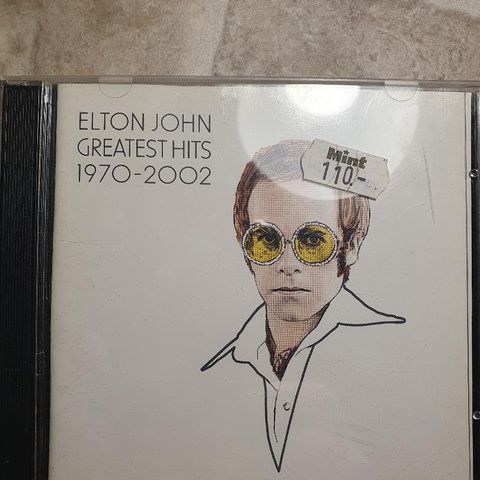 ELTON JOHN
GREATEST HITS
1970-2002
Mint
110,-